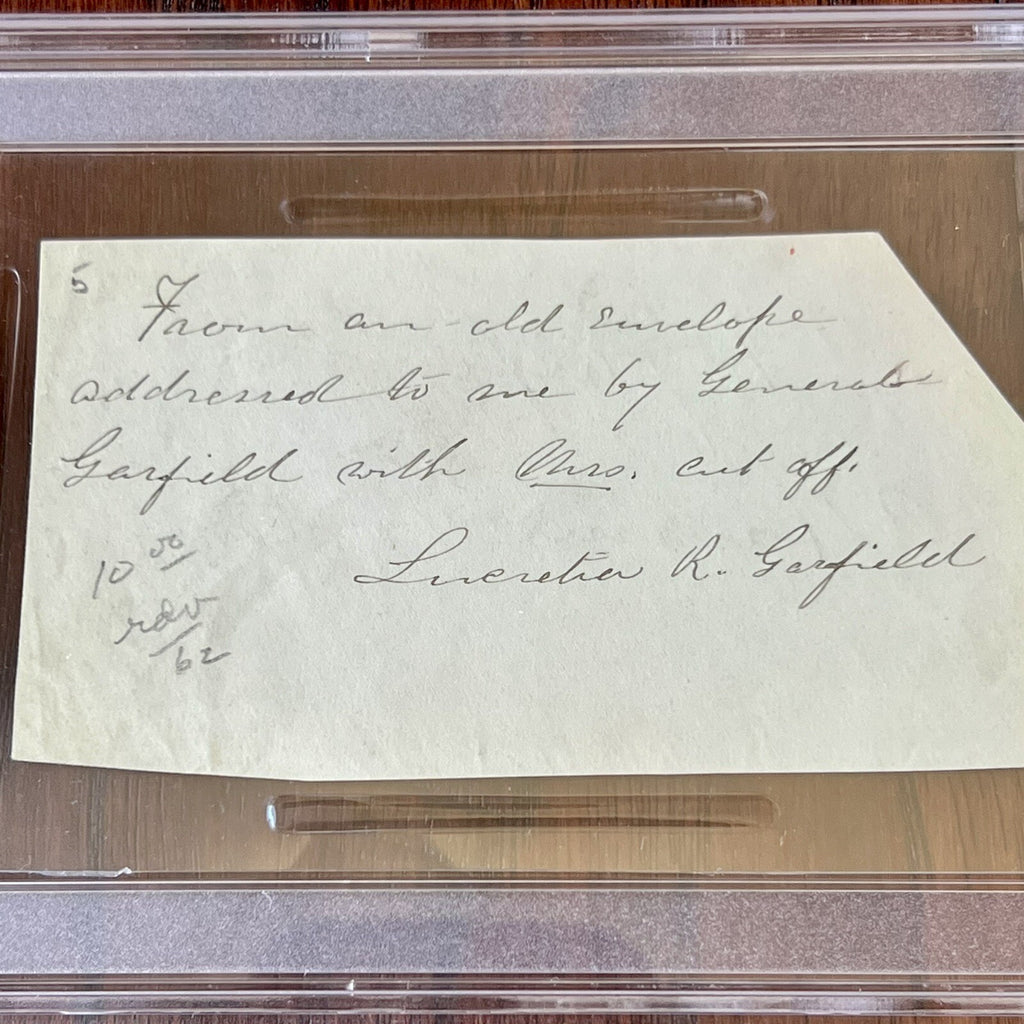 5
From an old Envelope
addressed to me by General
Garfield with Mrs. cut off.
Lucretia R. Garfield
10 00
rav
/62